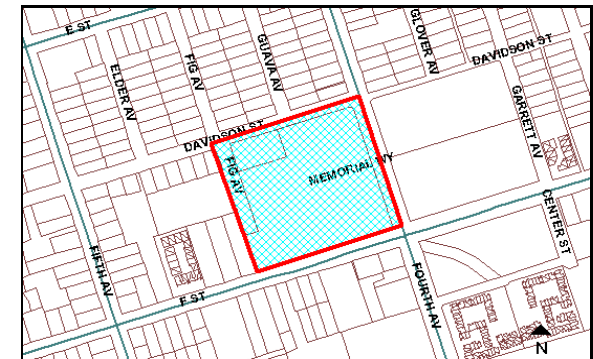 E ST
GLOVER AV
GUAVA AV
DAVIDSON ST
FIG AV
ELDER AV
GARRETT AV
DAVIDSON ST
FIG AV
MEMORIAL WY
CENTER ST
FIFTH AV
FOURTH AV
F ST
N